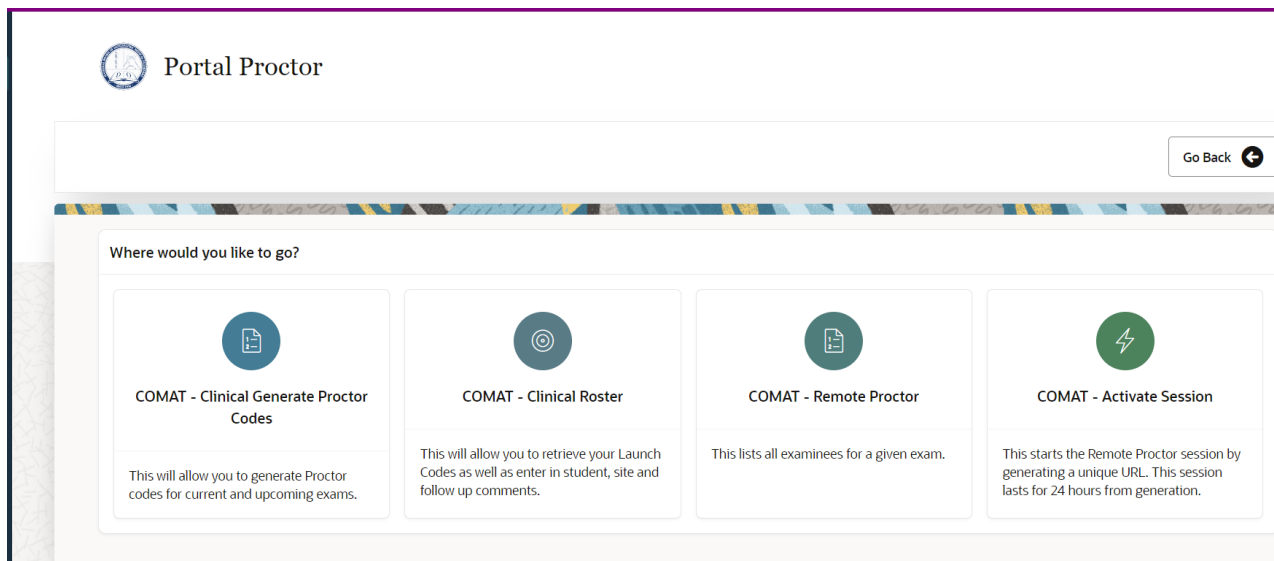 Portal Proctor
Go Back
Where would you like to go?
COMAT - Clinical Generate Proctor
Codes
This will allow you to generate Proctor
codes for current and upcoming exams.
COMAT - Clinical Roster
This will allow you to retrieve your Launch
Codes as well as enter in student, site and
follow up comments.
COMAT - Remote Proctor
This lists all examinees for a given exam.
COMAT - Activate Session
This starts the Remote Proctor session by
generating a unique URL. This session
lasts for 24 hours from generation.